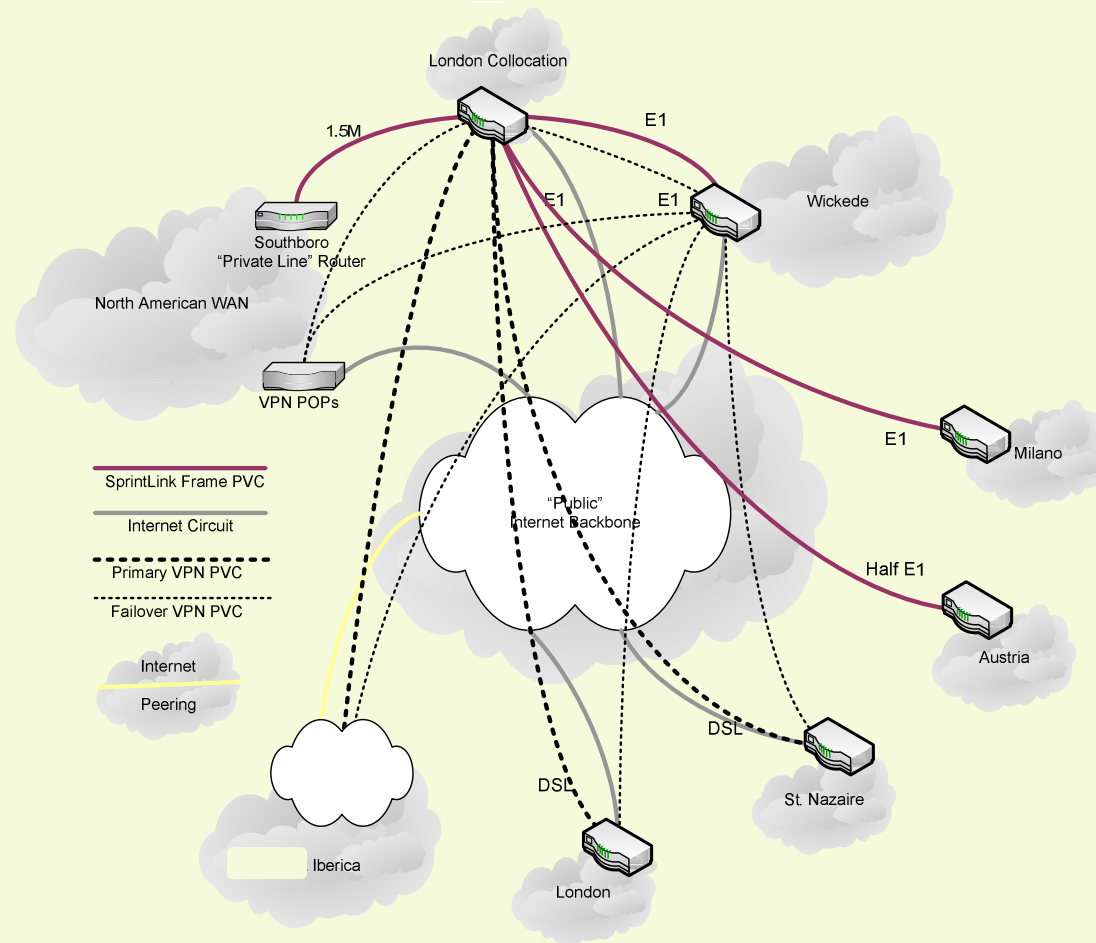 London Collocation
1.5M
E1
E1
E1
Wickede
Southboro
“Private Line” Router
North American WAN
VPN POPs
E1
Milano
SprintLink Frame PVC
Internet Circuit
Primary VPN PVC
Failover VPN PVC
“Public”
Internet Backbone
Half E1
Austria
Internet
Peering
DSL
St. Nazaire
DSL
London
Iberica